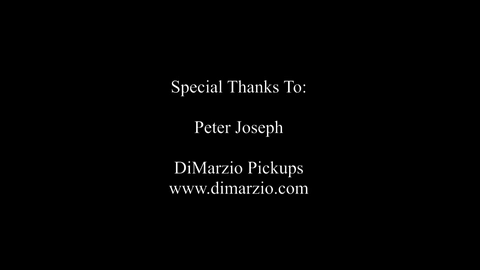 Special Thanks To:
Peter Joseph
DiMarzio Pickups
www.dimarzio.com